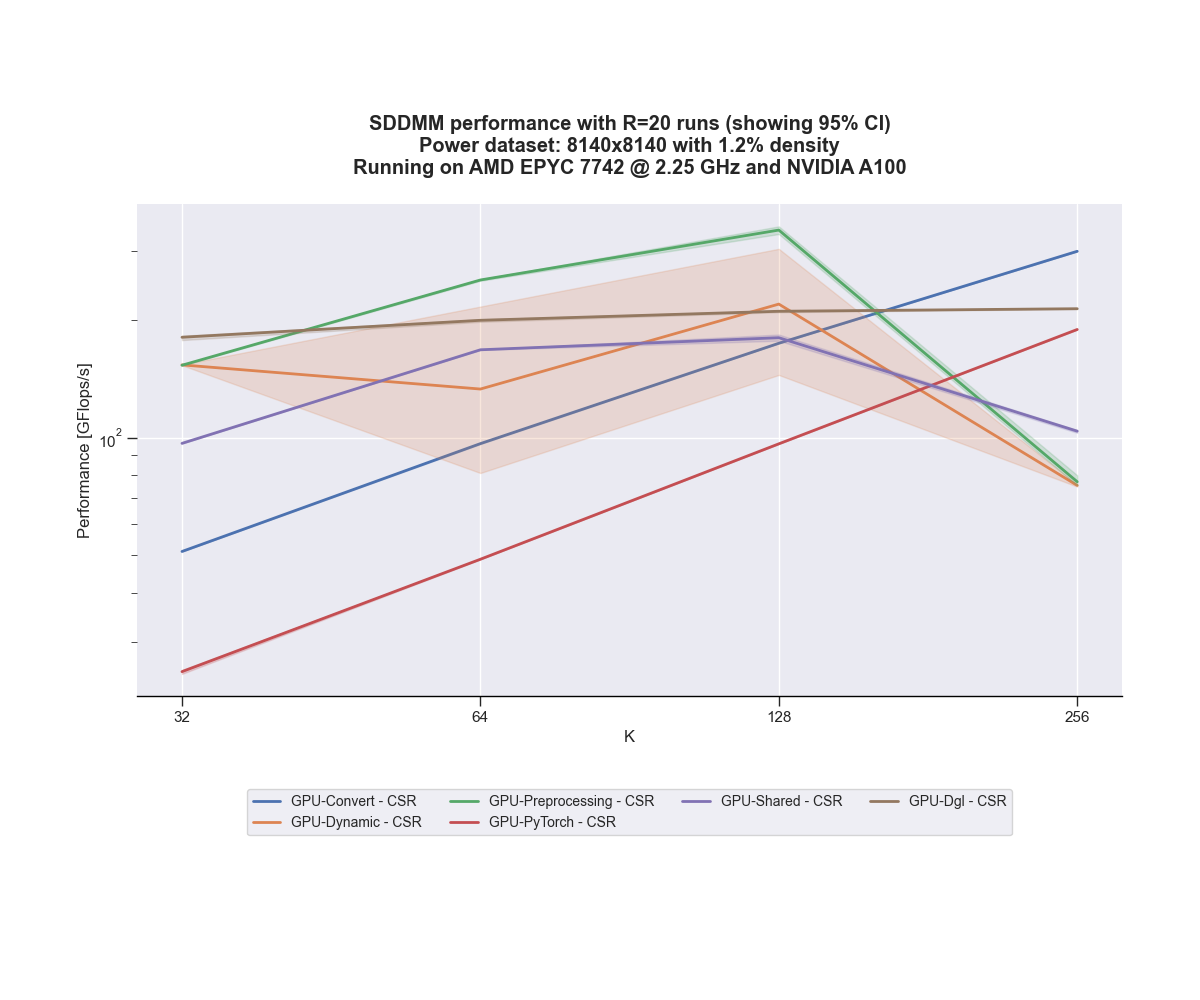 SDDMM performance with R=20 runs (showing 95% CI)
Power dataset: 8140x8140 with 1.2% density
Running on AMD EPYC 7742 @ 2.25 GHz and NVIDIA A100
Performance [GFlops/s]
10²
32 64 128 256
K
GPU-Convert - CSR GPU-Preprocessing - CSR GPU-Shared - CSR GPU-Dgl - CSR
GPU-Dynamic - CSR GPU-PyTorch - CSR